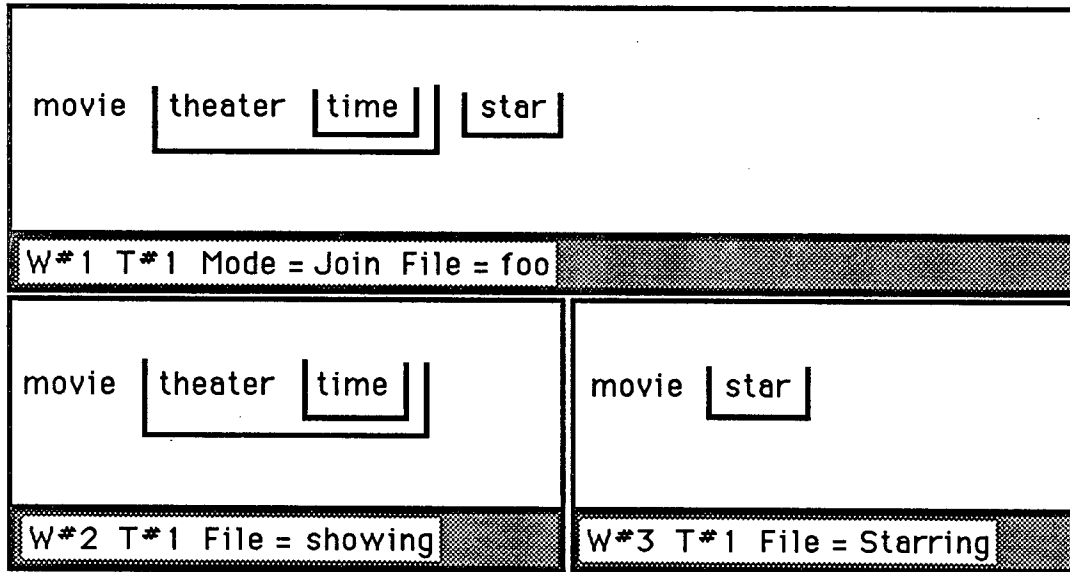 movie theater time star
W#1 T#1 Mode = Join File = foo
movie theater time
W#2 T#1 File = showing
movie star
W#3 T#1 File = Starring